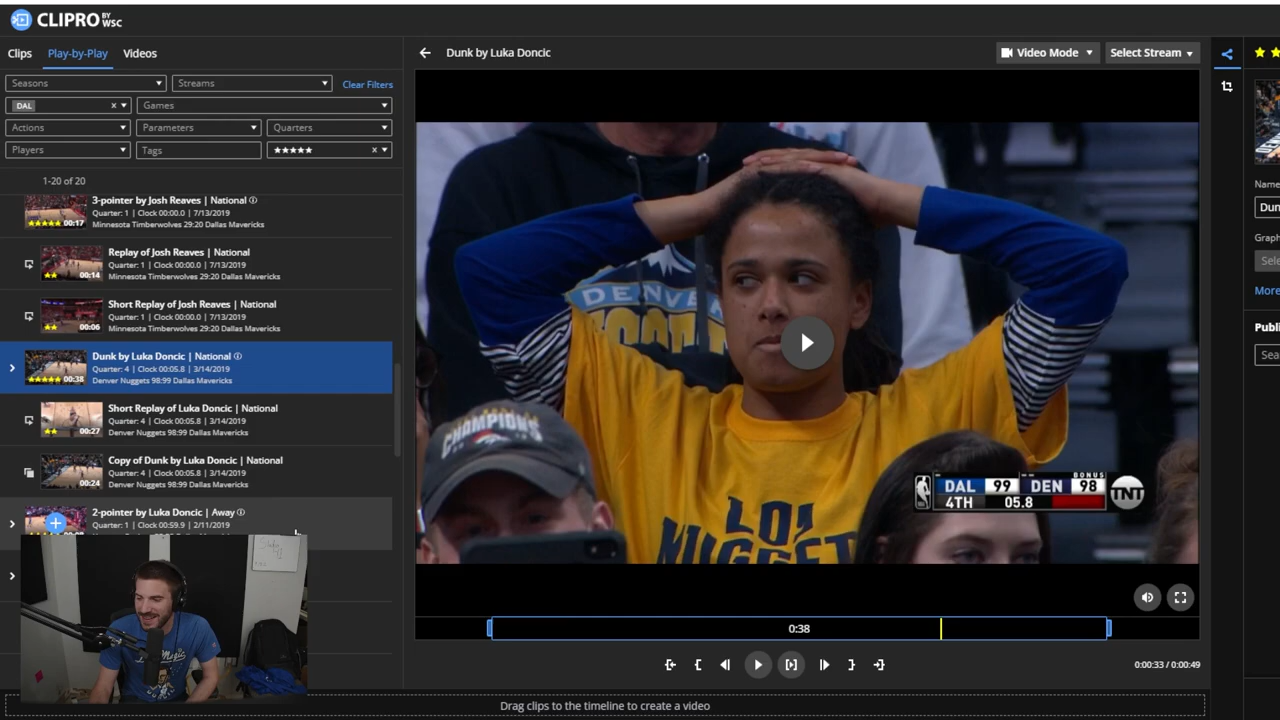 CLIPRO BY WSC
Clips Play-by-Play Videos
Seasons Streams Clear Filters
DAL x Games
Actions Parameters Quarters
Players Tags ★★★★★ x
1-20 of 20
3-pointer by Josh Reaves | National
Quarter: 1 | Clock 00:00.0 | 7/13/2019
Minnesota Timberwolves 29:20 Dallas Mavericks
00:17
Replay of Josh Reaves | National
Quarter: 1 | Clock 00:00.0 | 7/13/2019
Minnesota Timberwolves 29:20 Dallas Mavericks
00:14
Short Replay of Josh Reaves | National
Quarter: 1 | Clock 00:00.0 | 7/13/2019
Minnesota Timberwolves 29:20 Dallas Mavericks
00:06
Dunk by Luka Doncic | National
Quarter: 4 | Clock 00:05.8 | 3/14/2019
Denver Nuggets 98:99 Dallas Mavericks
00:38
Short Replay of Luka Doncic | National
Quarter: 4 | Clock 00:05.8 | 3/14/2019
Denver Nuggets 98:99 Dallas Mavericks
00:27
Copy of Dunk by Luka Doncic | National
Quarter: 4 | Clock 00:05.8 | 3/14/2019
Denver Nuggets 98:99 Dallas Mavericks
00:24
2-pointer by Luka Doncic | Away
Quarter: 1 | Clock 00:59.9 | 2/11/2019
Dunk by Luka Doncic
Video Mode
Select Stream
DENVER
CHAMPIONS
NUGGETS
DAL 99 DEN 98
BONUS
4TH 05.8
TNT
0:38
0:00:33 / 0:00:49
Drag clips to the timeline to create a video
Name
Dun
Graph
Sele
More
Publi
Sea